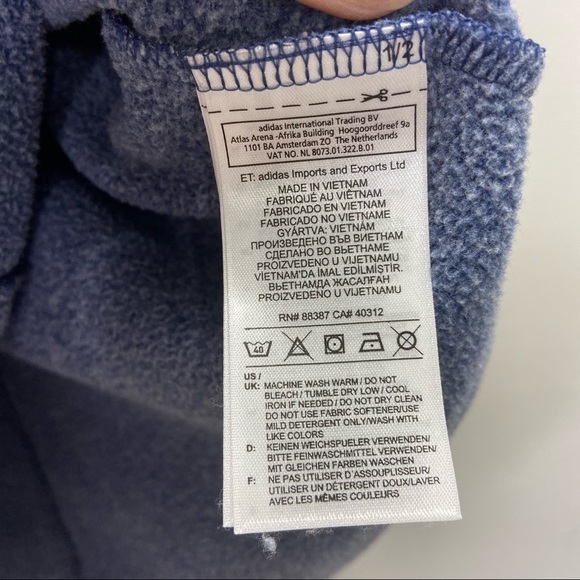 1/2
adidas International Trading BV
Atlas Arena -Afrika Building Hoogoorddreef 9a
1101 BA Amsterdam ZO The Netherlands
VAT NO. NL 8073.01.322.B.01
ET: adidas Imports and Exports Ltd
MADE IN VIETNAM
FABRIQUÉ AU VIÊTNAM
FABRICADO EN VIETNAM
FABRICADO NO VIETNAME
GYÁRTVA: VIETNÁM
ПРОИЗВЕДЕНО ВЪВ ВИЕТНАМ
СДЕЛАНО ВО ВЬЕТНАМЕ
PROIZVEDENO U VIJETNAMU
VİETNAM'DA İMAL EDİLMİŞTİR.
ВЬЕТНАМДА ЖАСАЛҒАН
PROIZVEDENO U VIJETNAMU
RN# 88387 CA# 40312
40
US /
UK: MACHINE WASH WARM / DO NOT
BLEACH / TUMBLE DRY LOW / COOL
IRON IF NEEDED / DO NOT DRY CLEAN
DO NOT USE FABRIC SOFTENER/USE
MILD DETERGENT ONLY/WASH WITH
LIKE COLORS
D: KEINEN WEICHSPUELER VERWENDEN/
BITTE FEINWASCHMITTEL VERWENDEN/
MIT GLEICHEN FARBEN WASCHEN
F: NE PAS UTILISER D'ASSOUPLISSEUR/
UTILISER UN DÉTERGENT DOUX/LAVER
AVEC LES MÊMES COULEURS